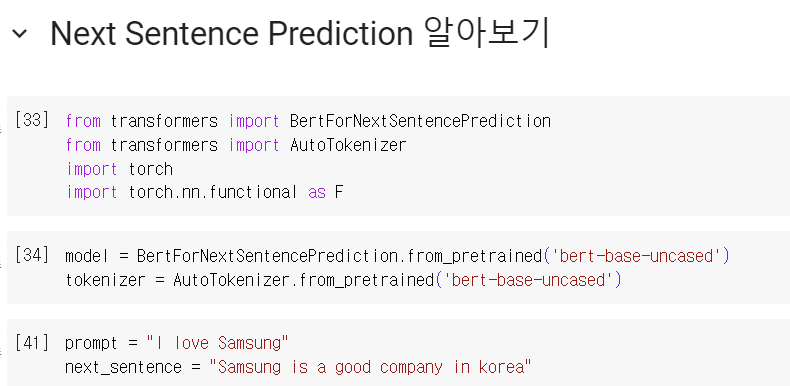 Next Sentence Prediction 알아보기
[33] from transformers import BertForNextSentencePrediction
from transformers import AutoTokenizer
import torch
import torch.nn.functional as F
[34] model = BertForNextSentencePrediction.from_pretrained('bert-base-uncased')
tokenizer = AutoTokenizer.from_pretrained('bert-base-uncased')
[41] prompt = "I love Samsung"
next_sentence = "Samsung is a good company in korea"